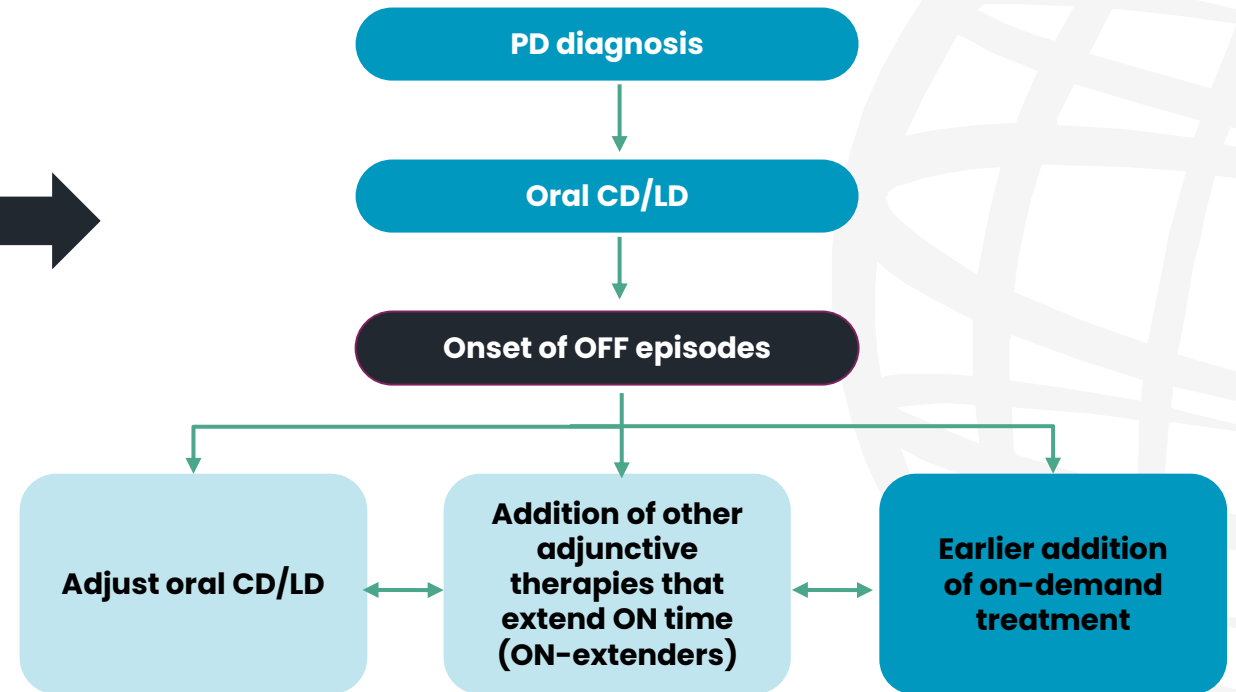 PD diagnosis
Oral CD/LD
Onset of OFF episodes
Adjust oral CD/LD
Addition of other
adjunctive
therapies that
extend ON time
(ON-extenders)
Earlier addition
of on-demand
treatment